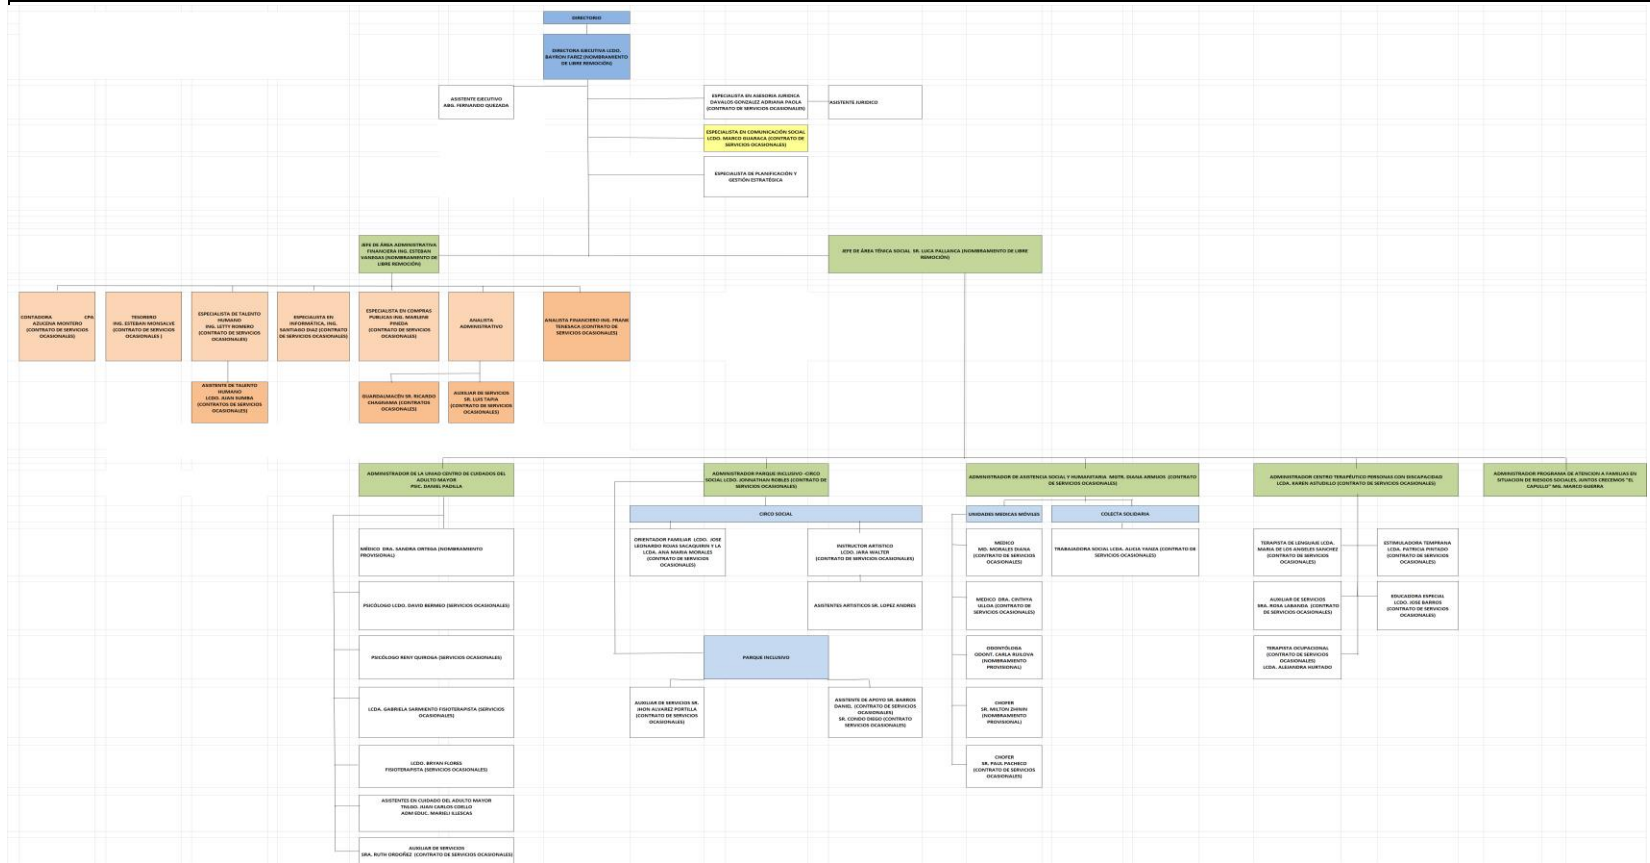 DIRECTORIO
DIRECTORA EJECUTIVA LCDO.
BAYRON FAREZ (NOMBRAMIENTO
DE LIBRE REMOCIÓN)
ASISTENTE EJECUTIVO
ABG. FERNANDO QUEZADA
ESPECIALISTA EN ASESORIA JURIDICA
DAVALOS GONZALEZ ADRIANA PAOLA
(CONTRATO DE SERVICIOS OCASIONALES)
ASISTENTE JURIDICO
ESPECIALISTA EN COMUNICACIÓN SOCIAL
LCDO. MARCO GUARACA (CONTRATO DE
SERVICIOS OCASIONALES)
ESPECIALISTA DE PLANIFICACIÓN Y
GESTIÓN ESTRATÉGICA
JEFE DE ÁREA ADMINISTRATIVA
FINANCIERA ING. ESTEBAN
VANEGAS (NOMBRAMIENTO DE
LIBRE REMOCIÓN)
JEFE DE ÁREA SOCIAL SR. LUCA PALLANCA (NOMBRAMIENTO DE LIBRE
REMOCIÓN)
CONTADORA CPA
AZUCENA MONTERO
(CONTRATO DE SERVICIOS
OCASIONALES)
TESORERO
ING. ESTEBAN MONSALVE
(CONTRATO DE SERVICIOS
OCASIONALES )
ESPECIALISTA DE TALENTO
HUMANO
ING. LETTY ROMERO
(CONTRATO DE SERVICIOS
OCASIONALES)
ESPECIALISTA EN
INFORMÁTICA, ING.
SANTIAGO DIAZ (CONTRATO
DE SERVICIOS OCASIONALES)
ESPECIALISTA EN COMPRAS
PUBLICAS ING. MARLENE
PINEDA
(CONTRATO DE SERVICIOS
OCASIONALES)
ANALISTA
ADMINISTRATIVO
ANALISTA FINANCIERO ING. FRANK
TENESACA (CONTRATO DE
SERVICIOS OCASIONALES)
ASISTENTE DE TALENTO
HUMANO
LCDO. JUAN SUMBA
(CONTRATOS DE SERVICIOS
OCASIONALES)
GUARDALMACÉN SR. RICARDO
CHAGNAMA (CONTRATOS
OCASIONALES)
AUXILIAR DE SERVICIOS
SR. LUIS TAPIA
(CONTRATO DE SERVICIOS
OCASIONALES)
ADMINISTRADOR DE LA UNIAD CENTRO DE CUIDADOS DEL
ADULTO MAYOR
PSIC. DANIEL PADILLA
ADMINISTRADOR PARQUE INCLUSIVO -CIRCO
SOCIAL LCDO. JOHNATHAN ROBLES (CONTRATO DE
SERVICIOS OCASIONALES)
ADMINISTRADOR DE ASISTENCIA SOCIAL Y HUMANITARIA MSTR. DIANA ARMIJOS (CONTRATO
DE SERVICIOS OCASIONALES)
ADMINISTRADOR CENTRO TERAPÉUTICO PERSONAS CON DISCAPACIDAD
LCDA. KAREN ASTUDILLO (CONTRATO DE SERVICIOS OCASIONALES)
ADMINISTRADOR PROGRAMA DE ATENCION A FAMILIAS EN
SITUACION DE RIESGOS SOCIALES, JUNTOS CRECEMOS "EL
CAPULLO" MG. MARCO GUERRA
CIRCO SOCIAL
UNIDADES MEDICAS MÓVILES
COLECTA SOLIDARIA
MÉDICO DRA. SANDRA ORTEGA (NOMBRAMIENTO
PROVISIONAL)
ORIENTADOR FAMILIAR LCDO. JOSÉ
LEONARDO ROJAS SACAQUIRIN Y LA
LCDA. ANA MARIA MORALES
(CONTRATO DE SERVICIOS
OCASIONALES)
INSTRUCTOR ARTISTICO
LCDO. JARA WALTER
(CONTRATO DE SERVICIOS OCASIONALES)
MEDICO
MD. MORALES DIANA
(CONTRATO DE SERVICIOS
OCASIONALES)
TRABAJADORA SOCIAL LCDA. ALICIA YANZA (CONTRATO DE
SERVICIOS OCASIONALES)
TERAPISTA DE LENGUAJE LCDA.
MARIA DE LOS ANGELES SANCHEZ
(CONTRATO DE SERVICIOS
OCASIONALES)
ESTIMULADORA TEMPRANA
LCDA. PATRICIA PINTADO
(CONTRATO DE SERVICIOS
OCASIONALES)
PSICÓLOGO LCDO. DAVID BERMEO (SERVICIOS OCASIONALES)
ASISTENTES ARTISTICOS SR. LOPEZ ANDRES
MEDICO DRA. CINTHYA
ULLOA (CONTRATO DE
SERVICIOS OCASIONALES)
AUXILIAR DE SERVICIOS
SRA. ROSA LABANDA (CONTRATO
DE SERVICIOS OCASIONALES)
EDUCADORA ESPECIAL
LCDO. JOSÉ BARROS
(CONTRATO DE SERVICIOS
OCASIONALES)
PSICÓLOGO RENY QUIROGA (SERVICIOS OCASIONALES)
PARQUE INCLUSIVO
ODONTÓLOGA
ODONT. CARLA RUILOVA
(NOMBRAMIENTO
PROVISIONAL)
TERAPISTA OCUPACIONAL
(CONTRATO DE SERVICIOS
OCASIONALES)
LCDA. ALEJANDRA HURTADO
LCDA. GABRIELA SARMIENTO FISIOTERAPISTA (SERVICIOS
OCASIONALES)
AUXILIAR DE SERVICIOS SR.
JHON ALVAREZ PORTILLA
(CONTRATO DE SERVICIOS
OCASIONALES)
ASISTENTE DE APOYO SR. BARROS
DANIEL (CONTRATO DE SERVICIOS
OCASIONALES)
SR. CONDO DIEGO (CONTRATO
SERVICIOS OCASIONALES)
CHOFER
SR. MILTON ZHININ
(NOMBRAMIENTO
PROVISIONAL)
LCDO. BRYAN FLORES
FISIOTERAPISTA (SERVICIOS OCASIONALES)
CHOFER
SR. PAUL PACHECO
(CONTRATO DE SERVICIOS
OCASIONALES)
ASISTENTES EN CUIDADO DEL ADULTO MAYOR
TNLGO. JUAN CARLOS COELLO
ADM EDUC. MARIELI ILLESCAS
AUXILIAR DE SERVICIOS
SRA. RUTH ORDOÑEZ (CONTRATO DE SERVICIOS OCASIONALES)